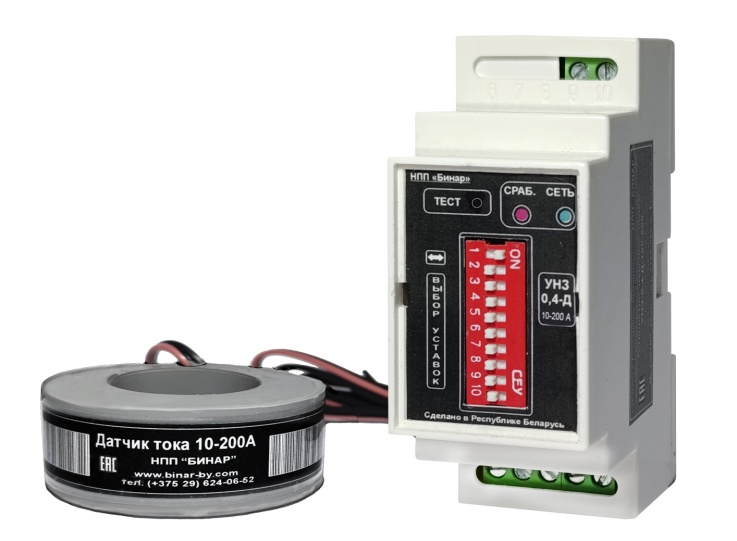 6 7 8 9 10
НПП «Бинар»
ТЕСТ
СРАБ. СЕТЬ
ON
1 2 3 4 5 6 7 8 9 10
CFY
ВЫБОР УСТАВОК
УНЗ
0,4-Д
10-200 А
Сделано в Республике Беларусь
EAC
Датчик тока 10-200А
EAC
НПП "БИНАР"
www.binar-by.com
тел. (+375 29) 624-06-52